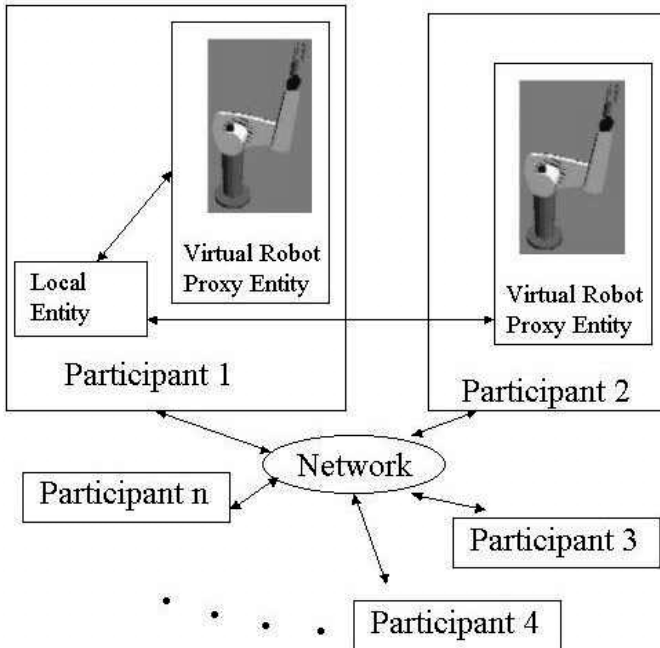 Virtual Robot
Proxy Entity
Local
Entity
Participant 1
Virtual Robot
Proxy Entity
Participant 2
Network
Participant n
Participant 3
Participant 4